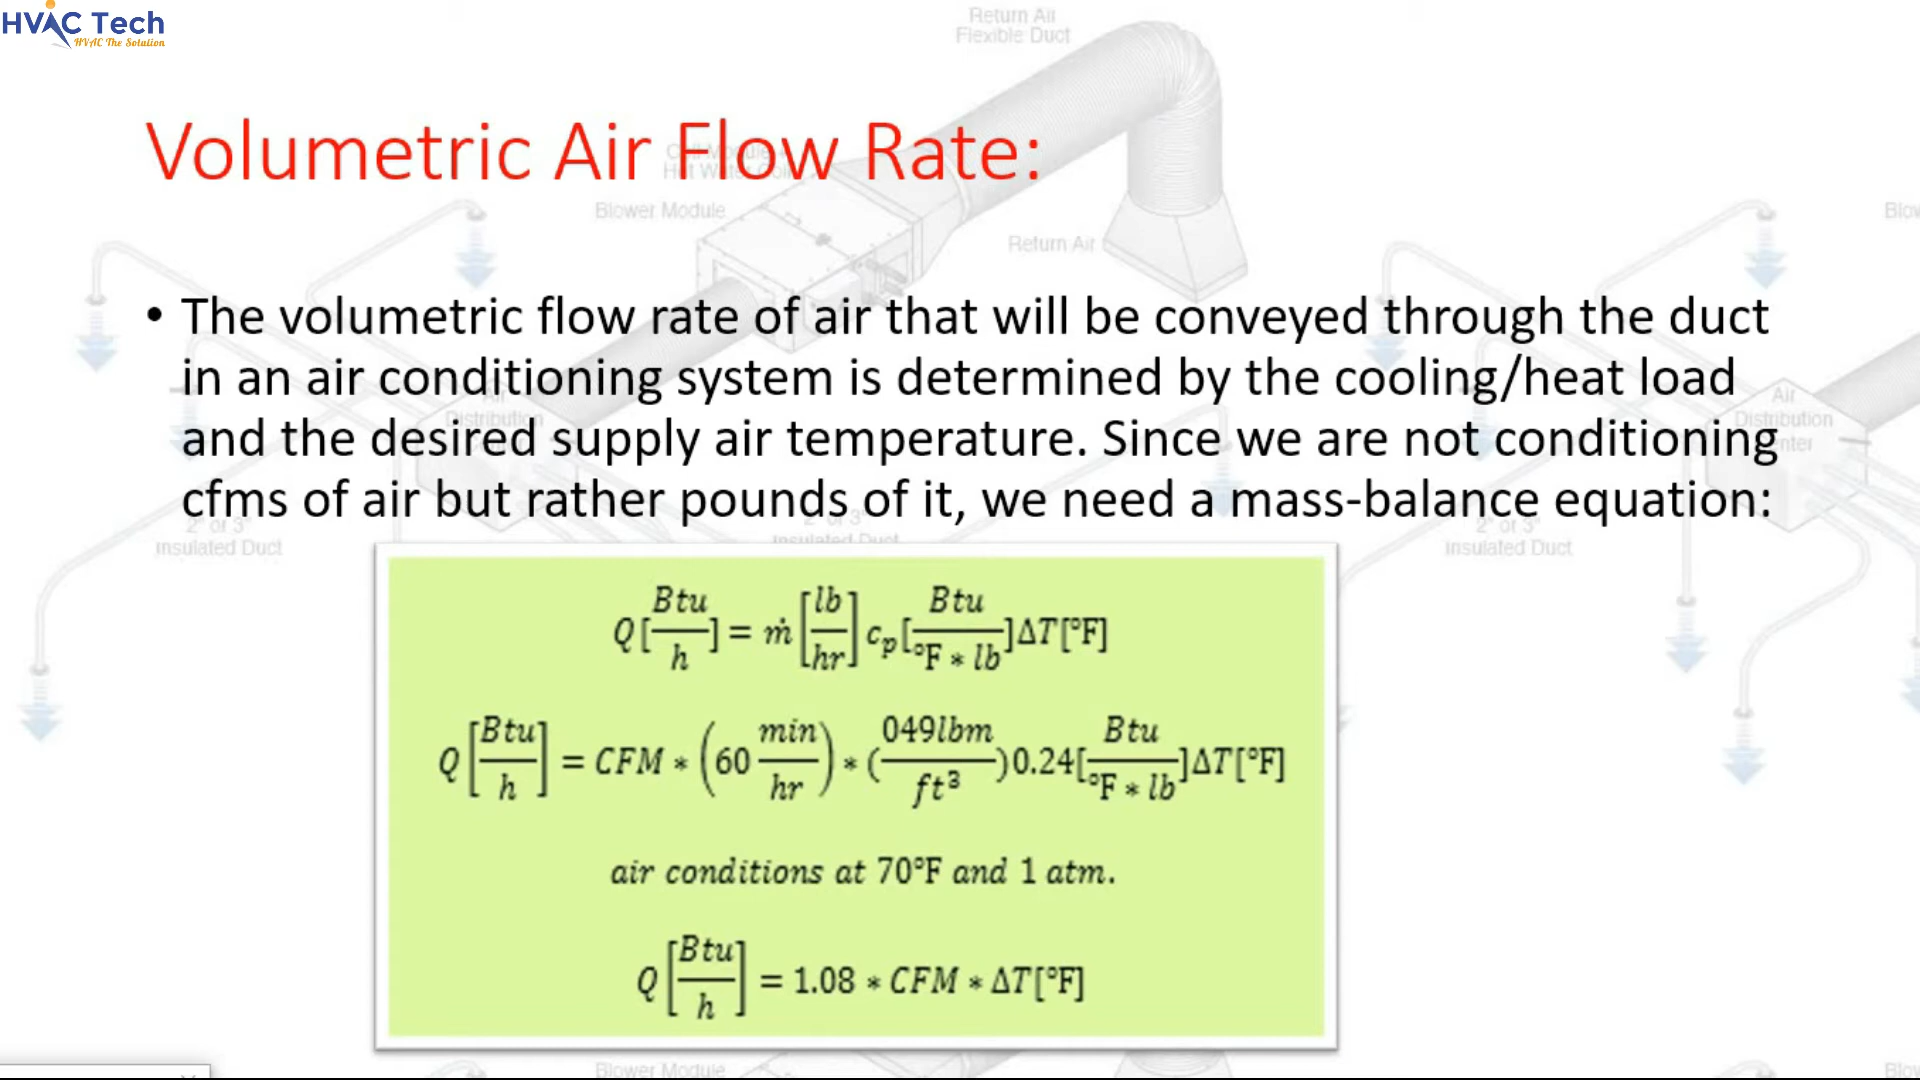 HVAC Tech
HVAC The Solution
Return Air
Flexible Duct
Volumetric Air Flow Rate:
Blower Module
Return Air
• The volumetric flow rate of air that will be conveyed through the duct
in an air conditioning system is determined by the cooling/heat load
and the desired supply air temperature. Since we are not conditioning
cfms of air but rather pounds of it, we need a mass-balance equation:
Air
Distribution
2" or 3"
Insulated Duct
2" or 3"
Insulated Duct
2" or 3"
Insulated Duct
Q[Btu/h] = ṁ[lb/hr] c_p[Btu/°F * lb]ΔT[°F]
Q[Btu/h] = CFM * (60 min/hr) * (049lbm/ft³)0.24[Btu/°F * lb]ΔT[°F]
air conditions at 70°F and 1 atm.
Q[Btu/h] = 1.08 * CFM * ΔT[°F]
Blower Module